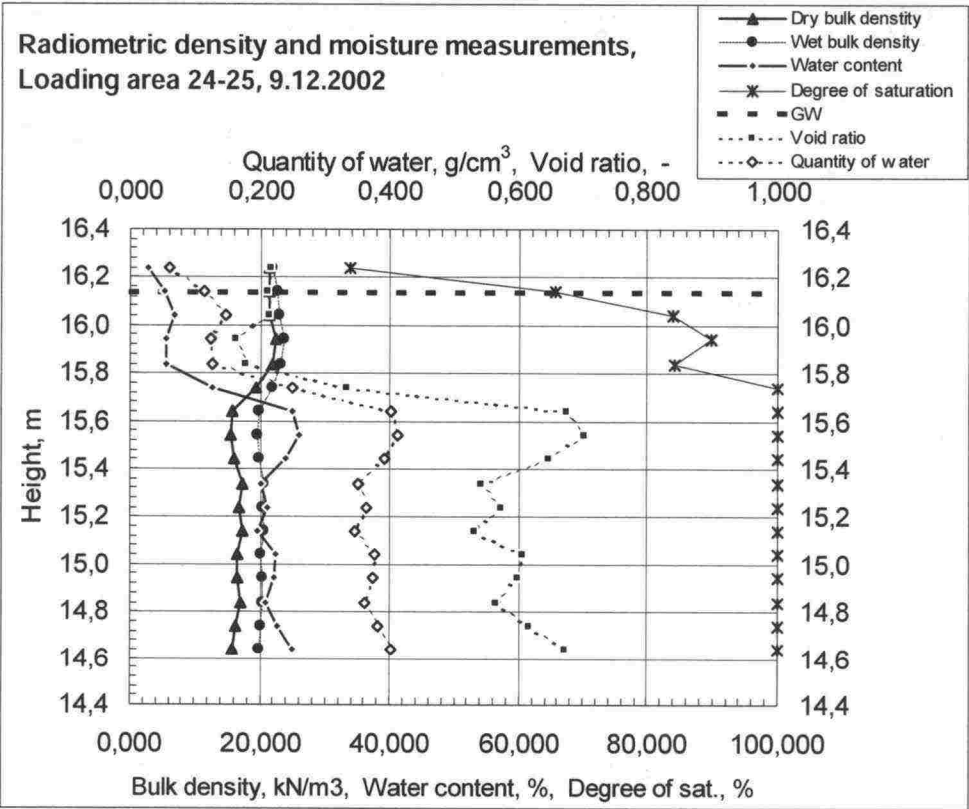 Radiometric density and moisture measurements,
Loading area 24-25, 9.12.2002
Dry bulk denstity
Wet bulk density
Water content
Degree of saturation
GW
Void ratio
Quantity of water
Quantity of water, g/cm³, Void ratio, -
0,000 0,200 0,400 0,600 0,800 1,000
16,4 16,4
16,2 16,2
16,0 16,0
15,8 15,8
15,6 15,6
15,4 15,4
15,2 15,2
15,0 15,0
14,8 14,8
14,6 14,6
14,4 14,4
Height, m
0,000 20,000 40,000 60,000 80,000 100,000
Bulk density, kN/m3, Water content, %, Degree of sat., %